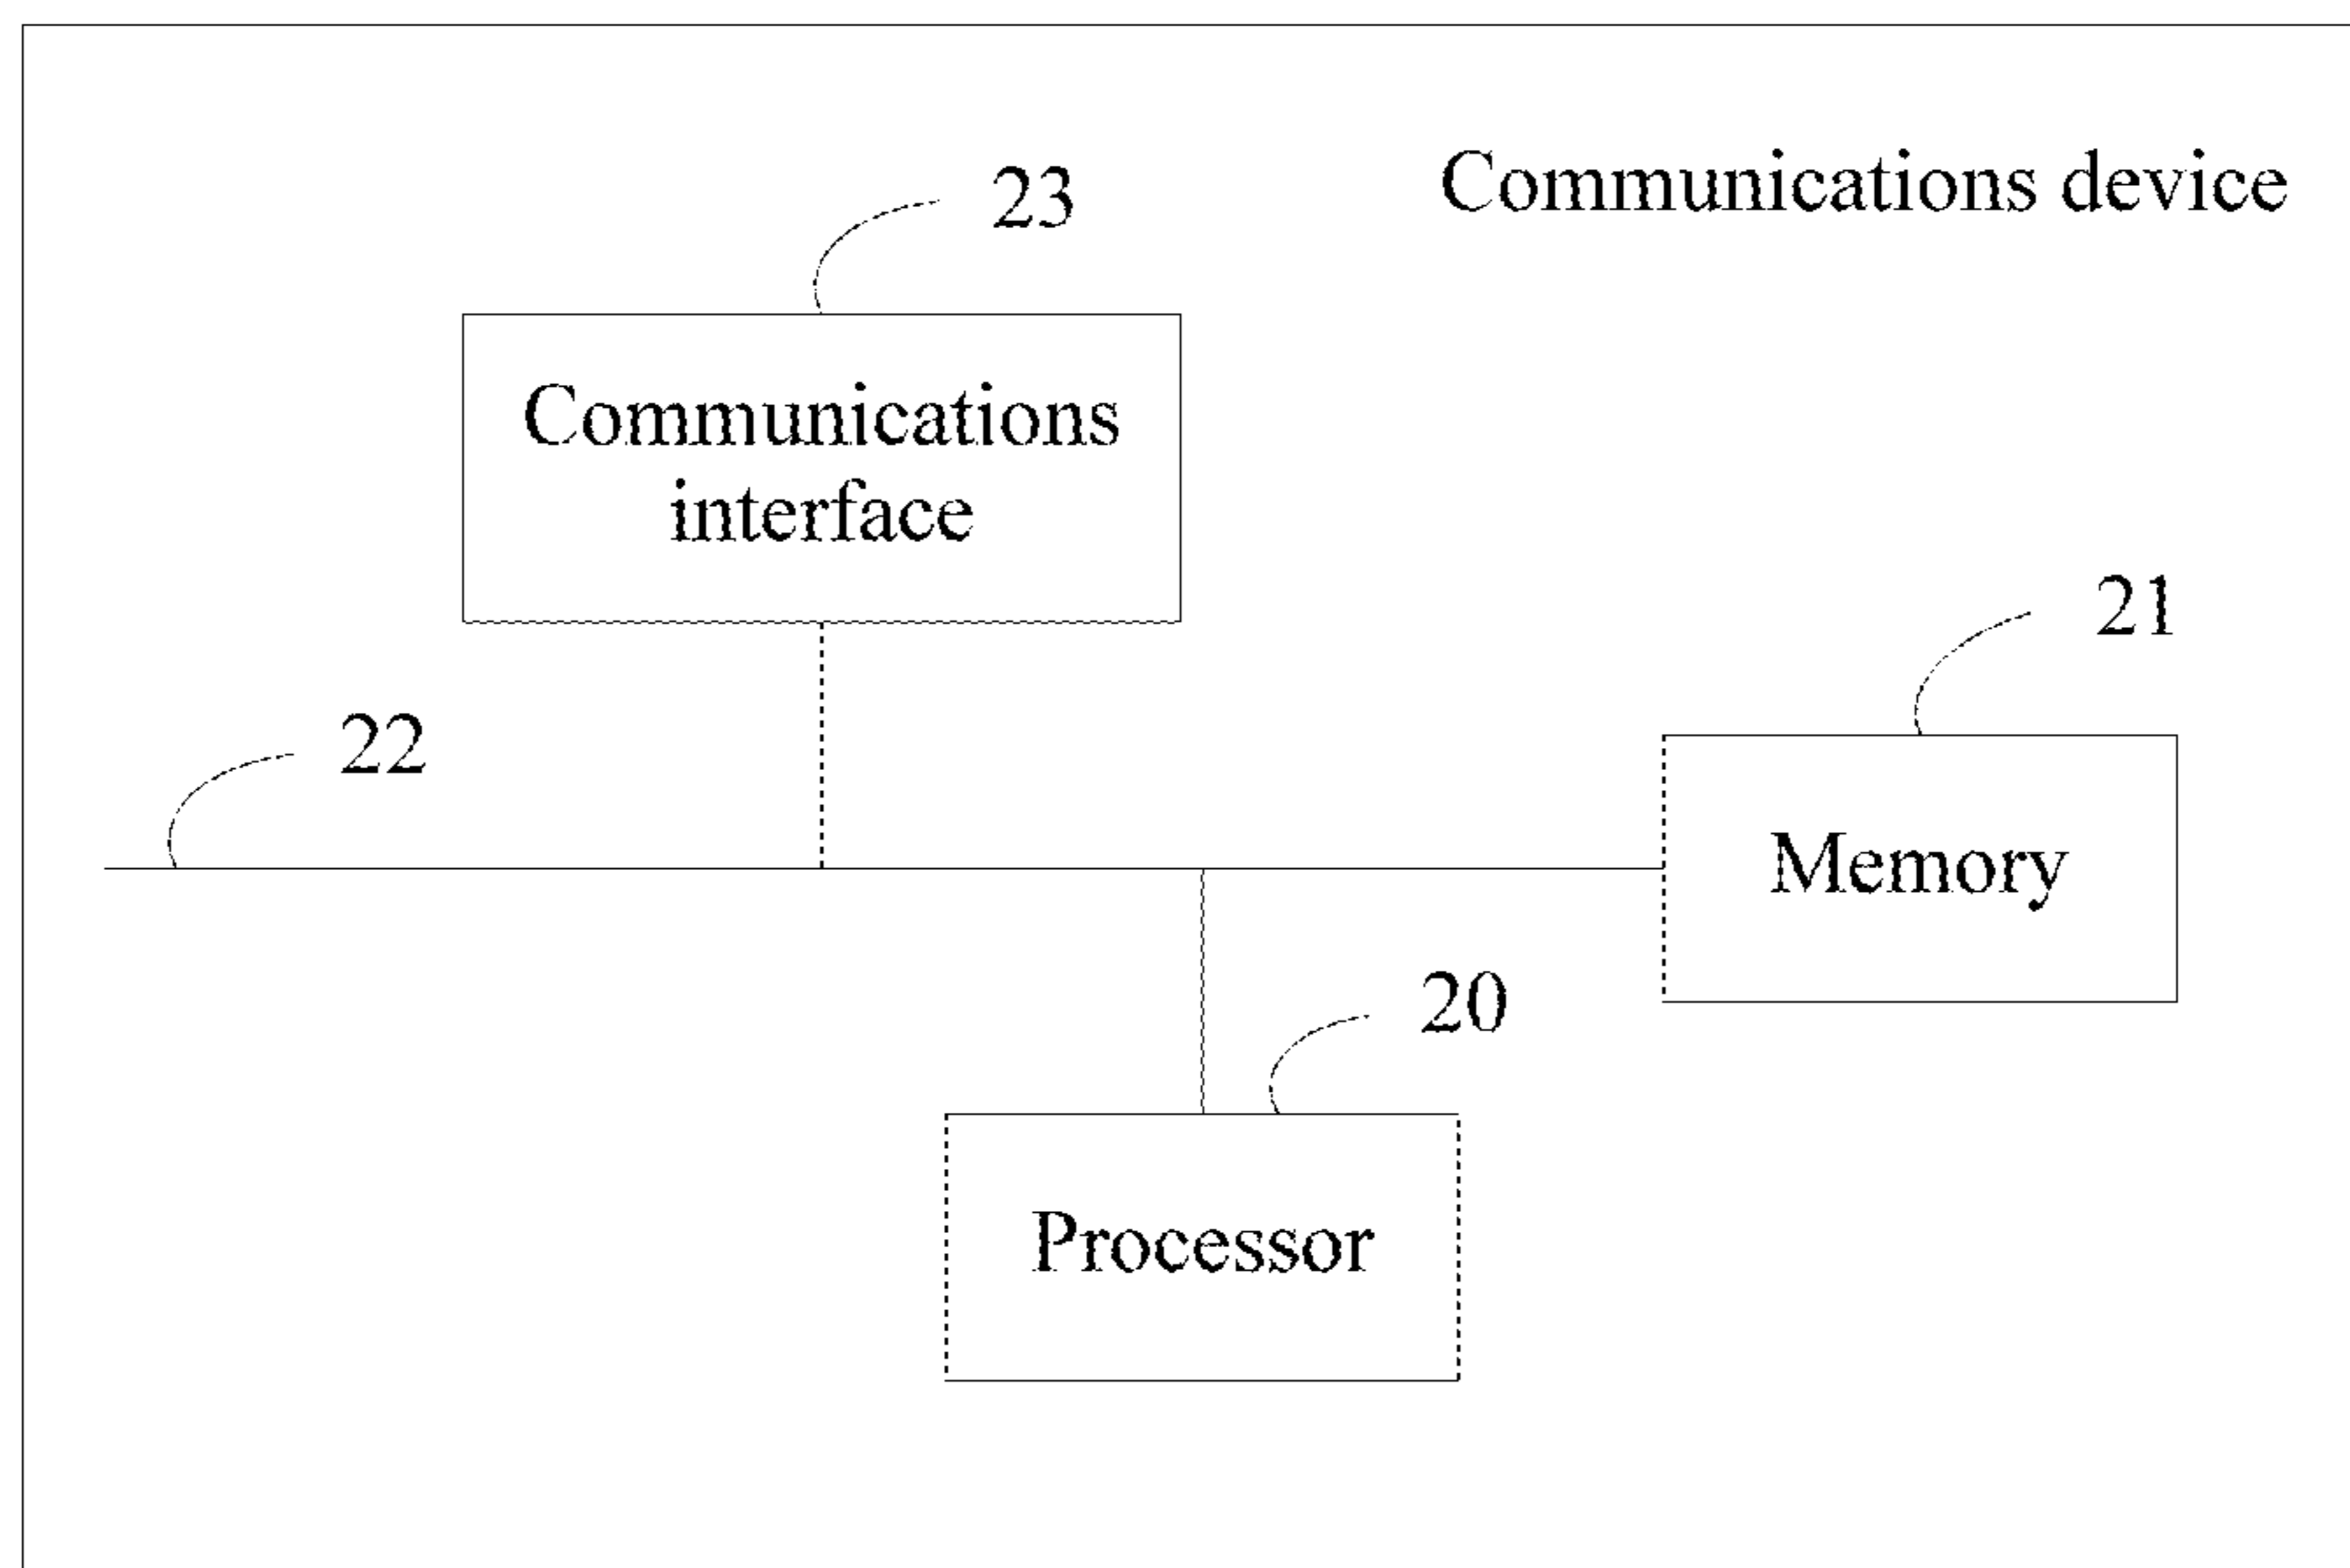 Communications device
23
Communications
interface
21
22
Memory
20
Processor